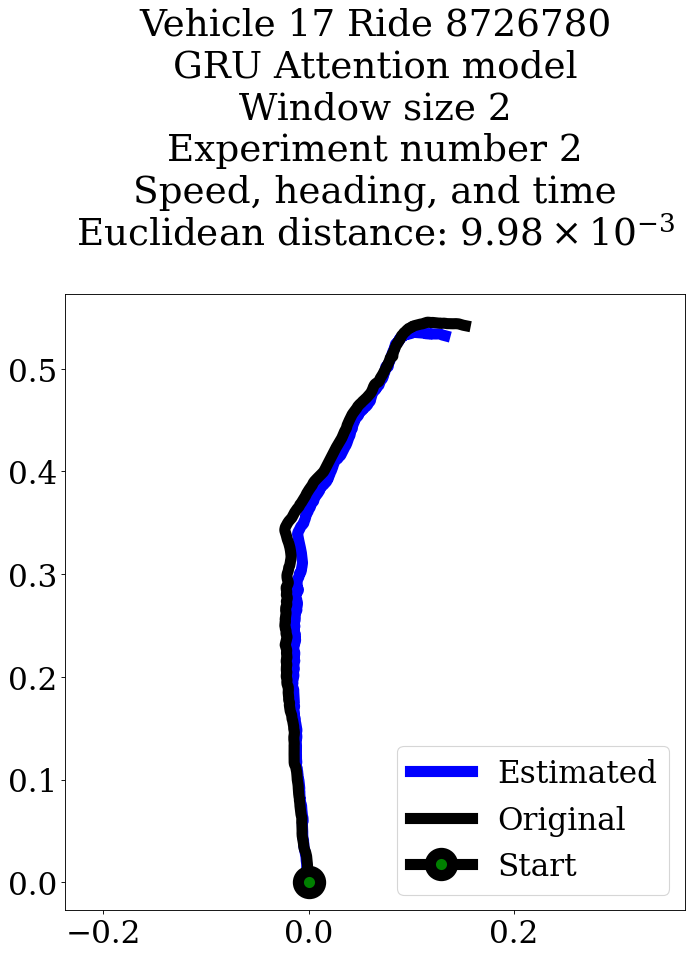 Vehicle 17 Ride 8726780
GRU Attention model
Window size 2
Experiment number 2
Speed, heading, and time
Euclidean distance: 9.98 × 10⁻³
0.5
0.4
0.3
0.2
0.1
0.0
−0.2
0.0
0.2
Estimated
Original
Start